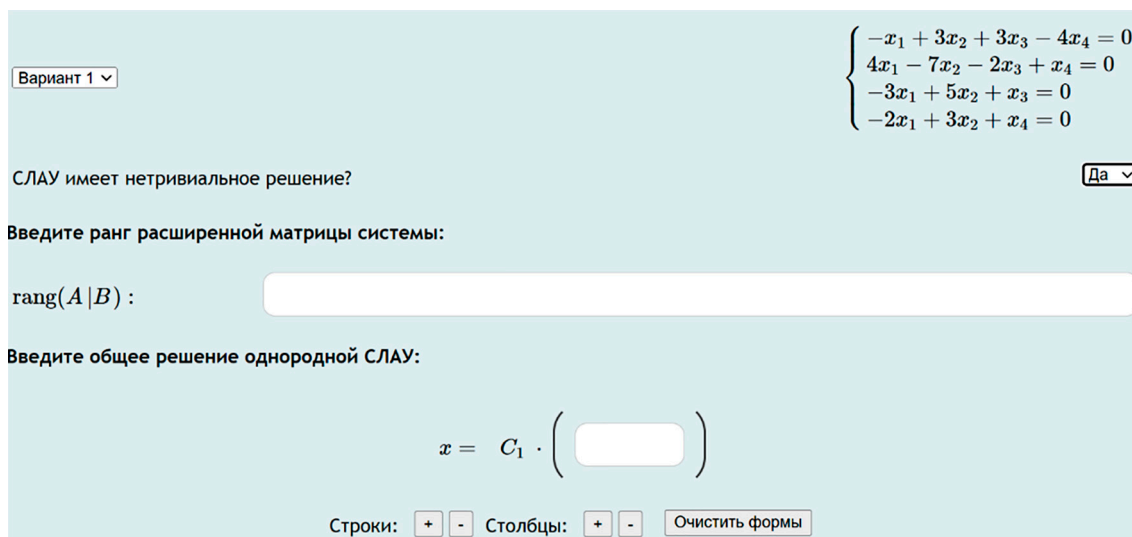 −x₁ + 3x₂ + 3x₃ − 4x₄ = 0
4x₁ − 7x₂ − 2x₃ + x₄ = 0
−3x₁ + 5x₂ + x₃ = 0
−2x₁ + 3x₂ + x₄ = 0
Вариант 1
СЛАУ имеет нетривиальное решение? Да
Введите ранг расширенной матрицы системы:
rang(A|B) :
Введите общее решение однородной СЛАУ:
x = C₁ · ( )
Строки: + - Столбцы: + - Очистить формы